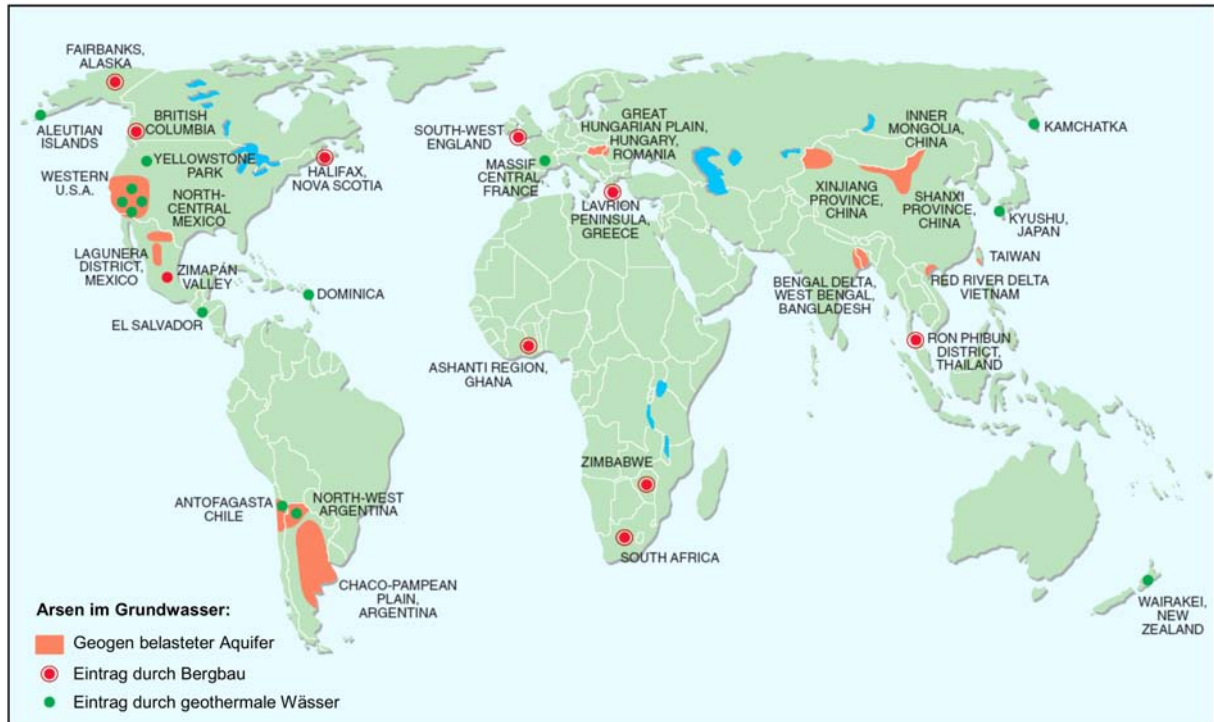 FAIRBANKS,
ALASKA
ALEUTIAN
ISLANDS
BRITISH
COLUMBIA
YELLOWSTONE
PARK
HALIFAX,
NOVA SCOTIA
WESTERN
U.S.A.
NORTH-
CENTRAL
MEXICO
LAGUNERA
DISTRICT,
MEXICO
ZIMAPÁN
VALLEY
DOMINICA
EL SALVADOR
ANTOFAGASTA
CHILE
NORTH-WEST
ARGENTINA
CHACO-PAMPEAN
PLAIN,
ARGENTINA
SOUTH-WEST
ENGLAND
GREAT
HUNGARIAN PLAIN,
HUNGARY,
ROMANIA
MASSIF
CENTRAL,
FRANCE
LAVRION
PENINSULA,
GREECE
ASHANTI REGION,
GHANA
ZIMBABWE
SOUTH AFRICA
INNER
MONGOLIA,
CHINA
KAMCHATKA
XINJIANG
PROVINCE,
CHINA
SHANXI
PROVINCE,
CHINA
KYUSHU,
JAPAN
TAIWAN
BENGAL DELTA,
WEST BENGAL,
BANGLADESH
RED RIVER DELTA
VIETNAM
RON PHIBUN
DISTRICT,
THAILAND
WAIRAKEI,
NEW
ZEALAND
Arsen im Grundwasser:
Geogen belasteter Aquifer
Eintrag durch Bergbau
Eintrag durch geothermale Wässer